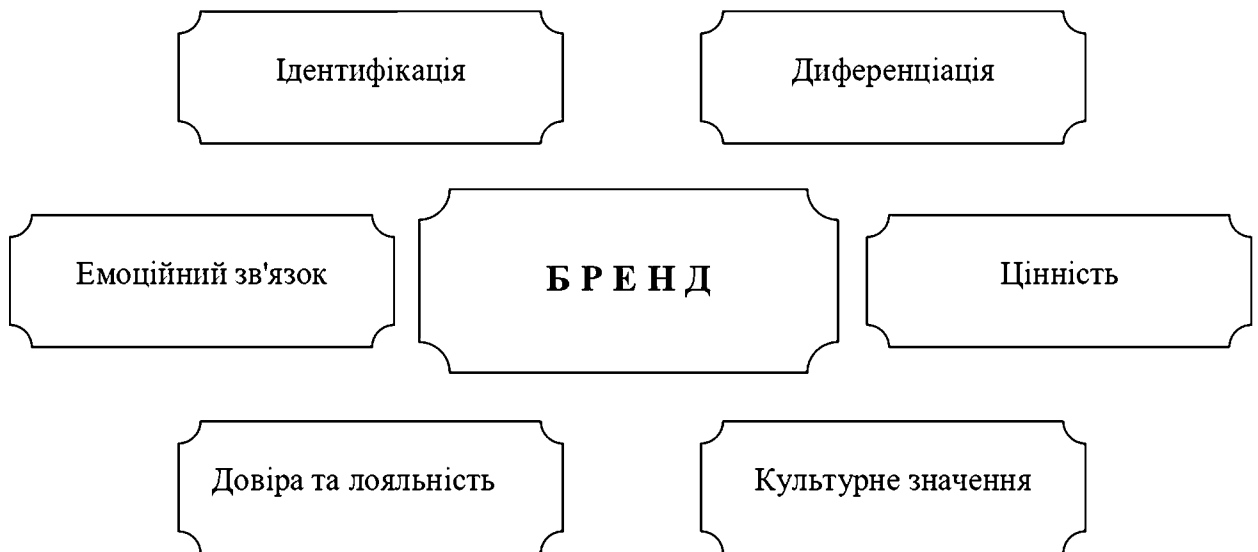 Ідентифікація
Диференціація
Емоційний зв'язок
Б Р Е Н Д
Цінність
Довіра та лояльність
Культурне значення